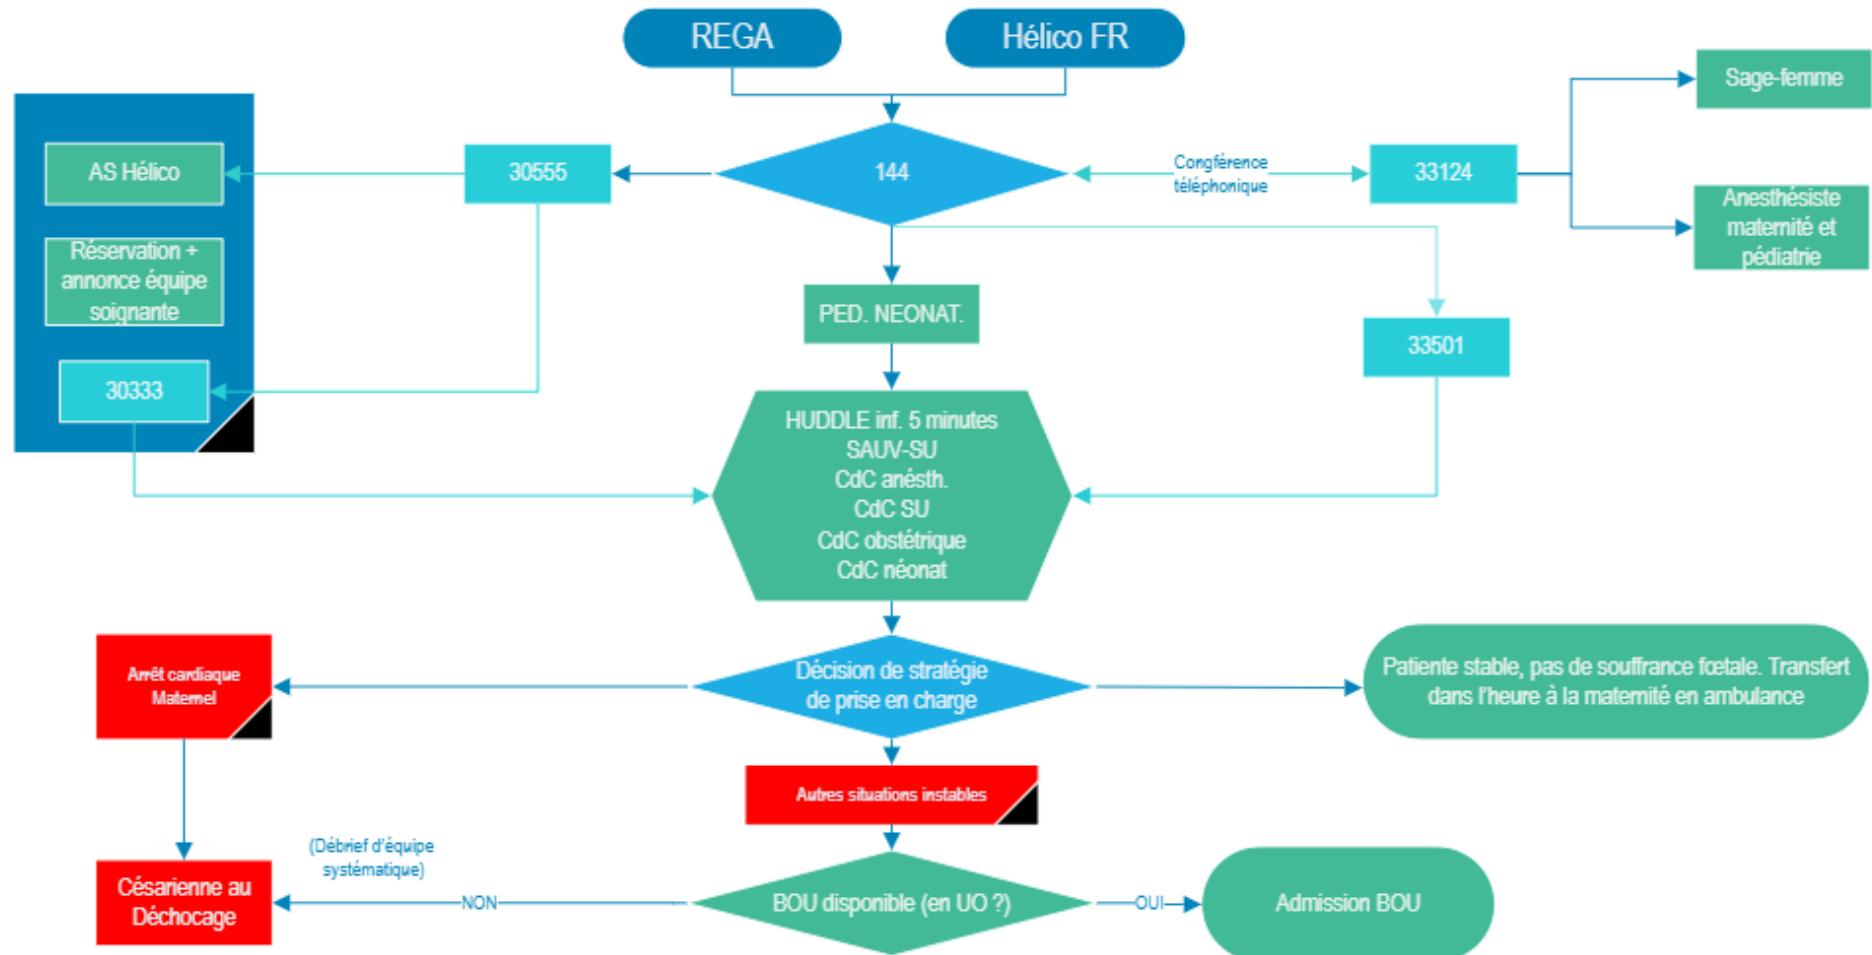 REGA
Hélico FR
Sage-femme
AS Hélico
30555
144
Congférence
téléphonique
33124
Anesthésiste
maternité et
pédiatrie
Réservation +
annonce équipe
soignante
PED. NEONAT.
33501
30333
HUDDLE inf. 5 minutes
SAUV-SU
CdC anésth.
CdC SU
CdC obstétrique
CdC néonat
Arrêt cardiaque
Maternel
Décision de stratégie
de prise en charge
Patiente stable, pas de souffrance fœtale. Transfert
dans l'heure à la maternité en ambulance
Autres situations instables
(Débrief d'équipe
systématique)
Césarienne au
Déchocage
NON
BOU disponible (en UO ?)
OUI
Admission BOU